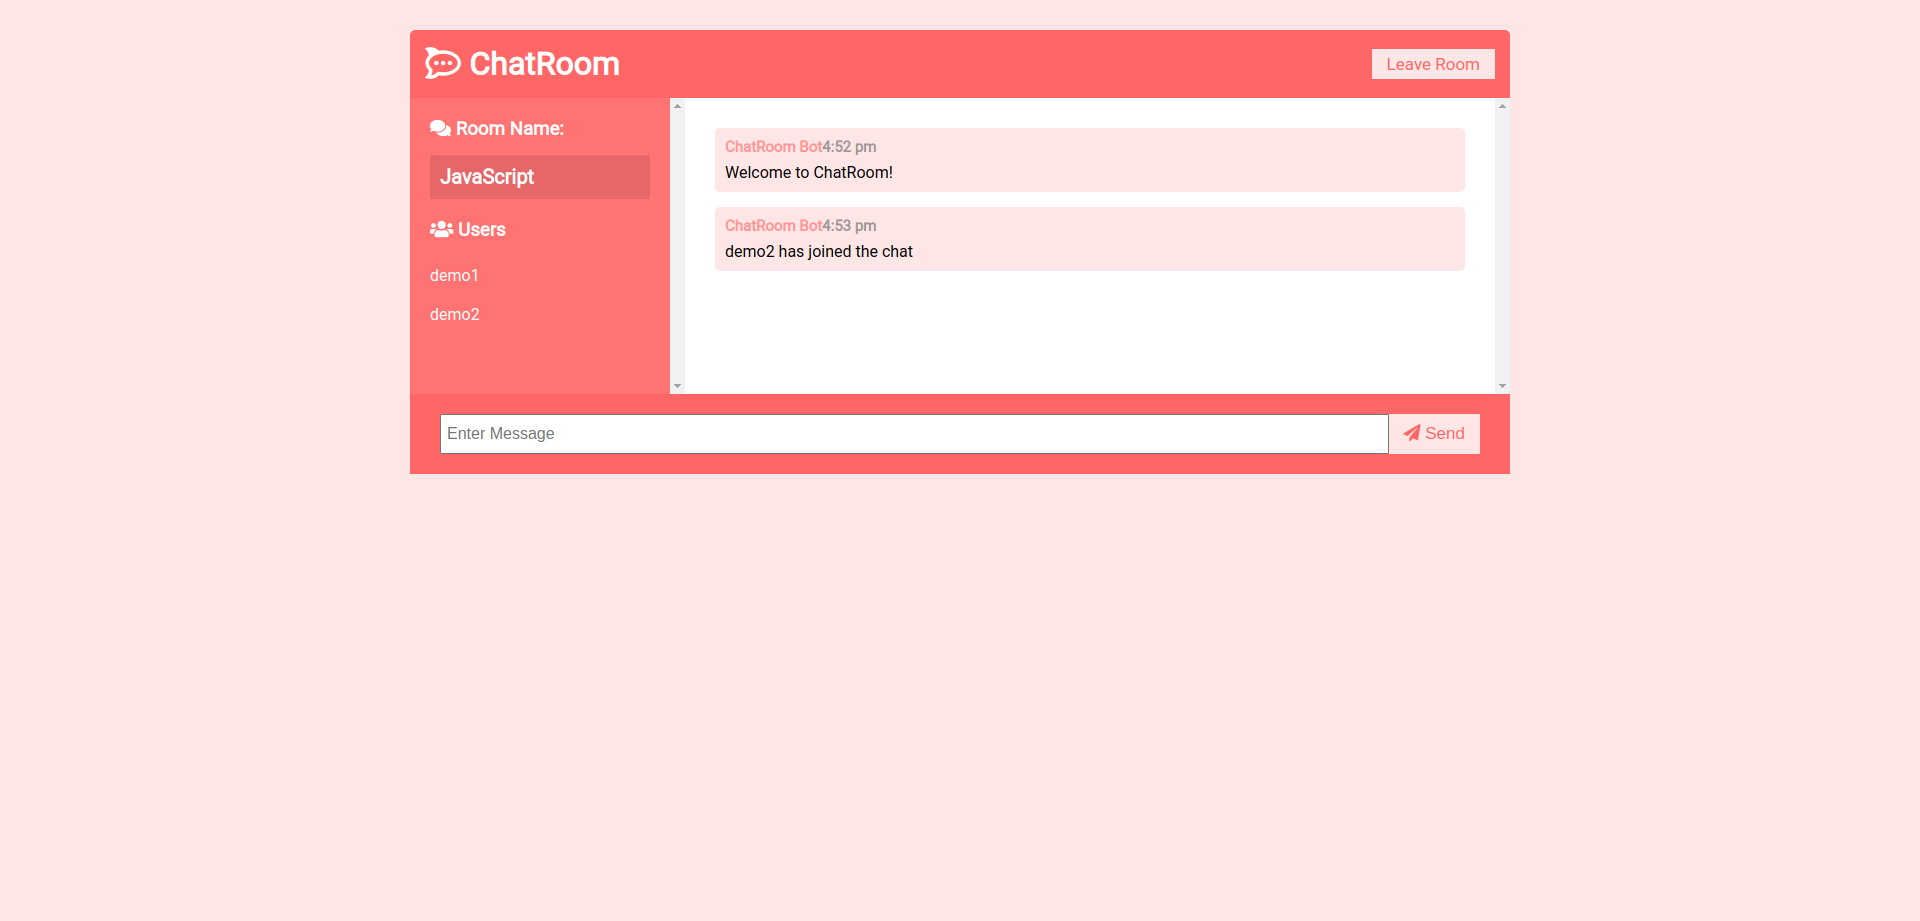 ChatRoom
Leave Room
Room Name:
JavaScript
Users
demo1
demo2
ChatRoom Bot4:52 pm
Welcome to ChatRoom!
ChatRoom Bot4:53 pm
demo2 has joined the chat
Enter Message
Send